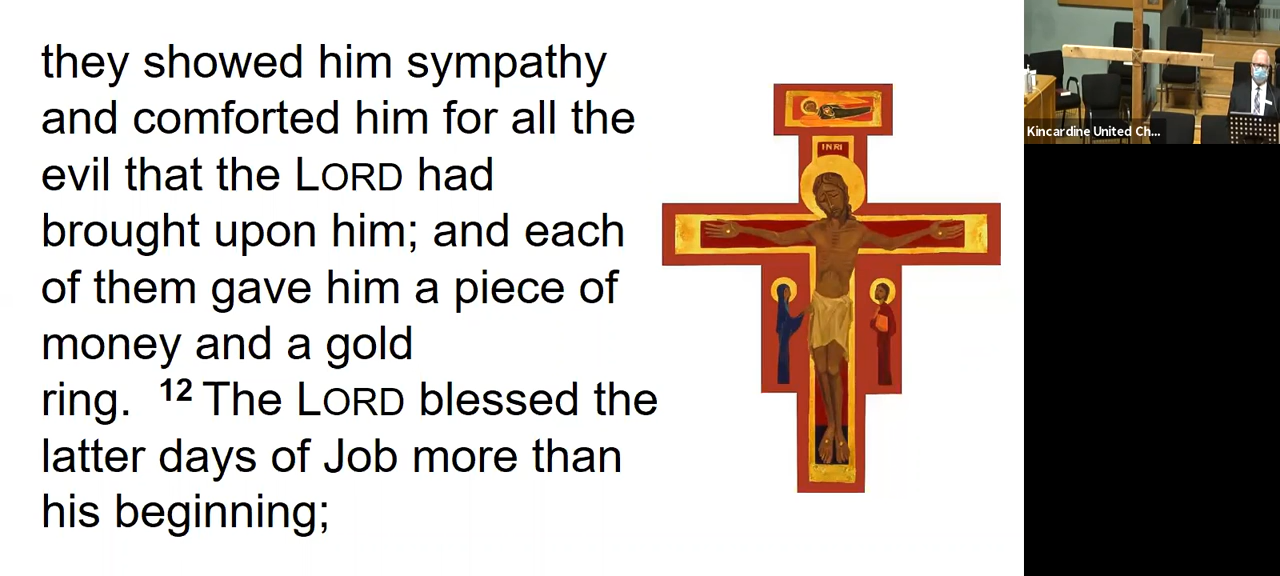 they showed him sympathy
and comforted him for all the
evil that the LORD had
brought upon him; and each
of them gave him a piece of
money and a gold
ring. 12 The LORD blessed the
latter days of Job more than
his beginning;
INRI
Kincardine United Ch...